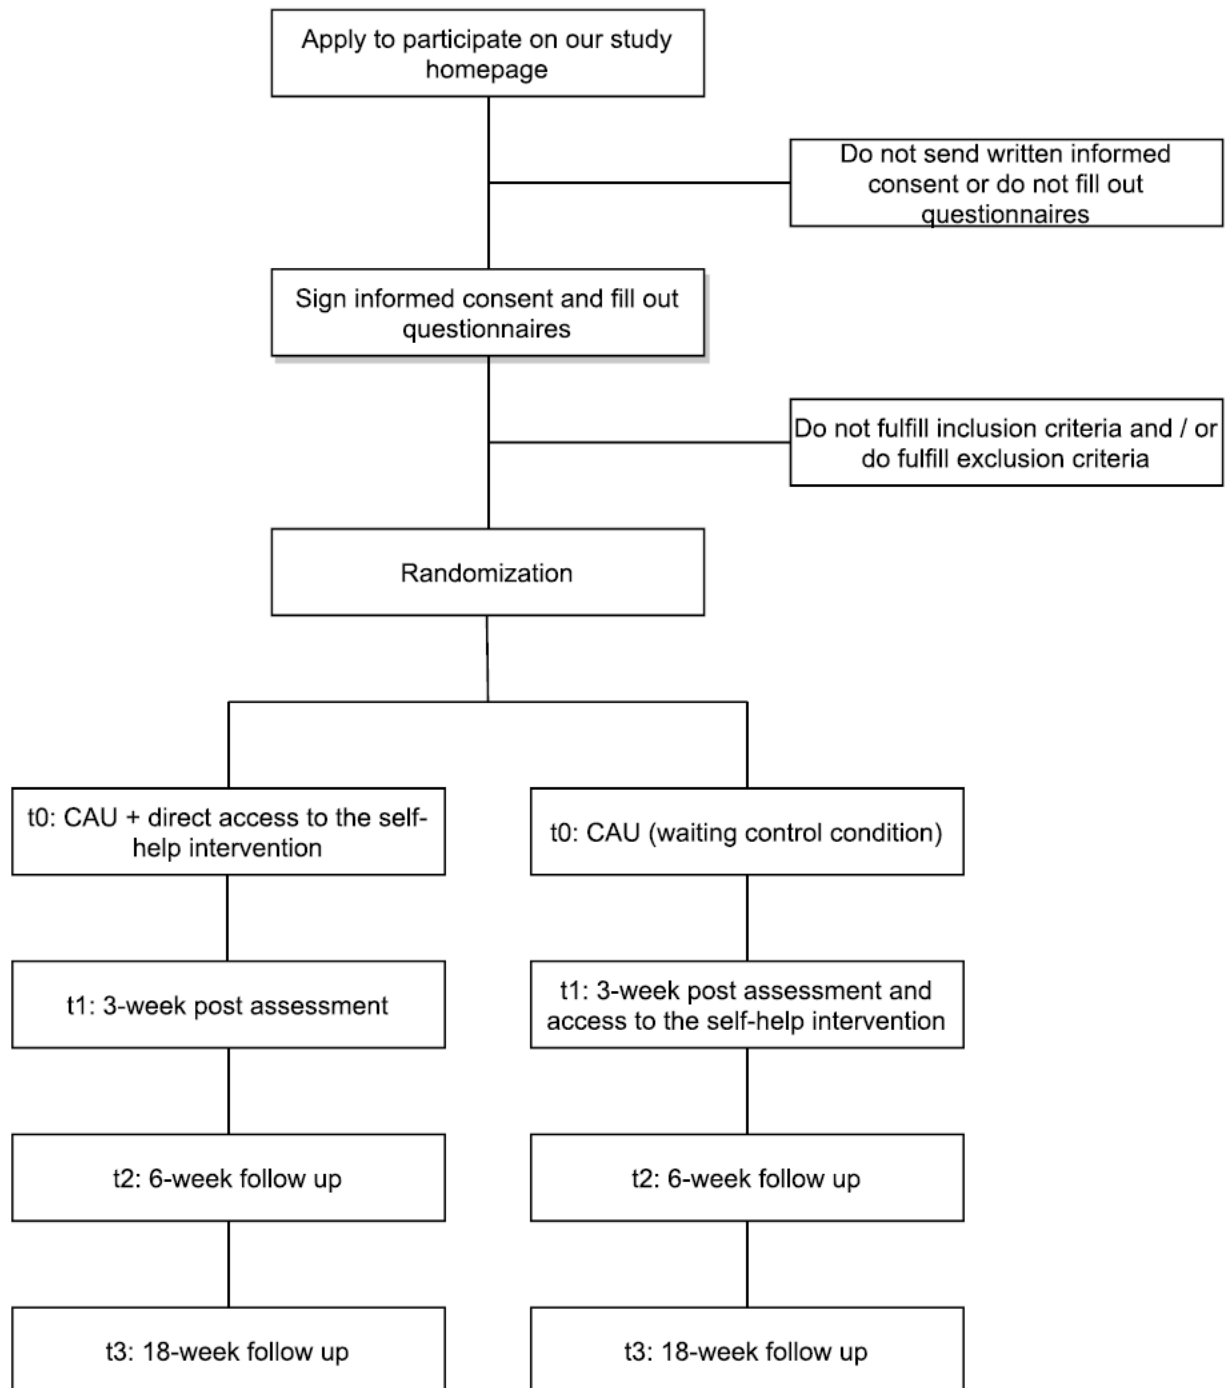 Apply to participate on our study
homepage
Do not send written informed
consent or do not fill out
questionnaires
Sign informed consent and fill out
questionnaires
Do not fulfill inclusion criteria and / or
do fulfill exclusion criteria
Randomization
t0: CAU + direct access to the self-
help intervention
t0: CAU (waiting control condition)
t1: 3-week post assessment
t1: 3-week post assessment and
access to the self-help intervention
t2: 6-week follow up
t2: 6-week follow up
t3: 18-week follow up
t3: 18-week follow up